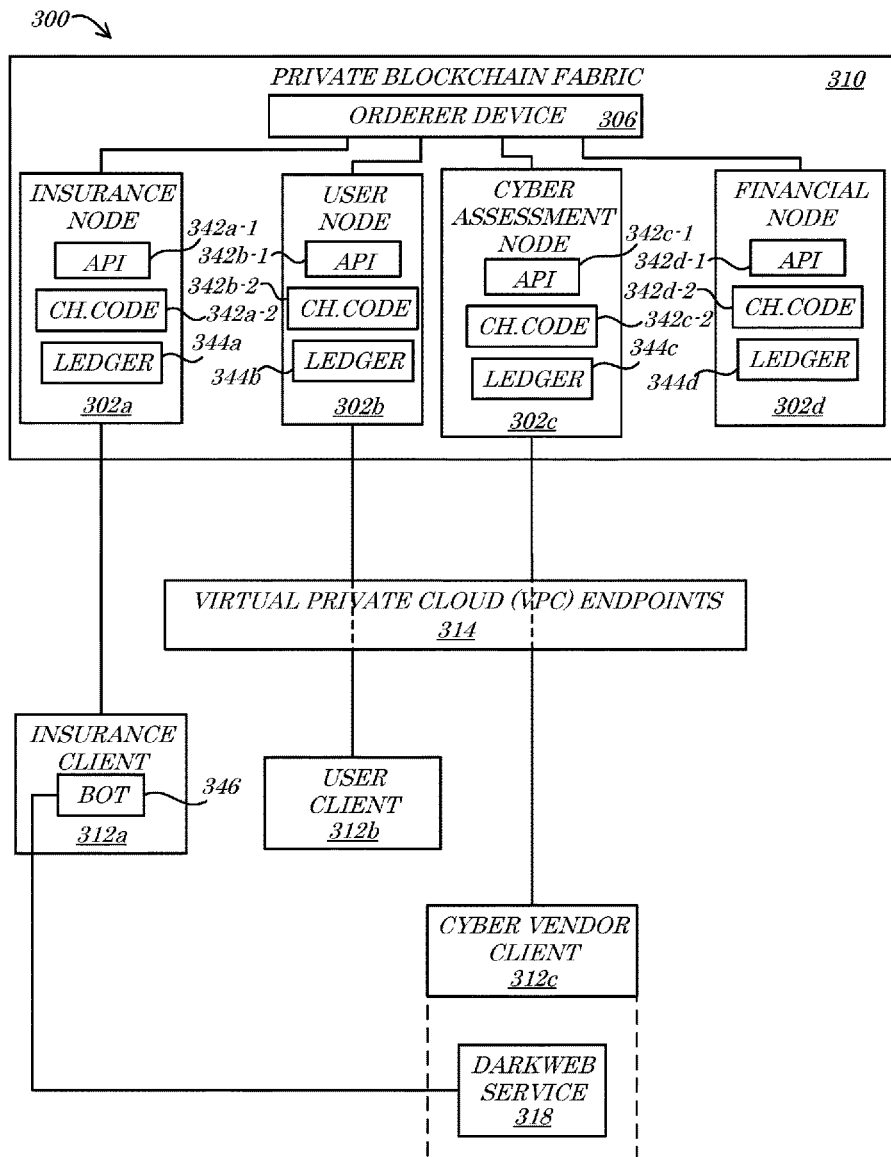 300
PRIVATE BLOCKCHAIN FABRIC
310
ORDERER DEVICE
306
INSURANCE
NODE
342a-1
API
CH.CODE
342a-2
344a
LEDGER
302a
USER
NODE
342b-1
API
342b-2
CH.CODE
LEDGER
344b
302b
CYBER
ASSESSMENT
NODE
342c-1
API
CH.CODE
342c-2
344c
LEDGER
302c
FINANCIAL
NODE
342d-1
API
342d-2
CH.CODE
LEDGER
344d
302d
VIRTUAL PRIVATE CLOUD (VPC) ENDPOINTS
314
INSURANCE
CLIENT
BOT
346
312a
USER
CLIENT
312b
CYBER VENDOR
CLIENT
312c
DARKWEB
SERVICE
318